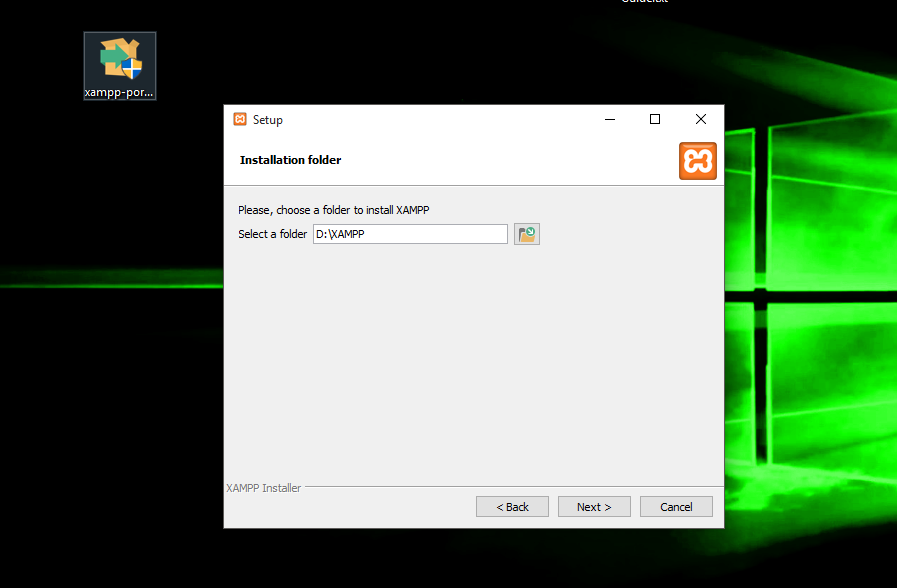 xampp-por...
Setup
Installation folder
Please, choose a folder to install XAMPP
Select a folder D:\XAMPP
XAMPP Installer
< Back Next > Cancel